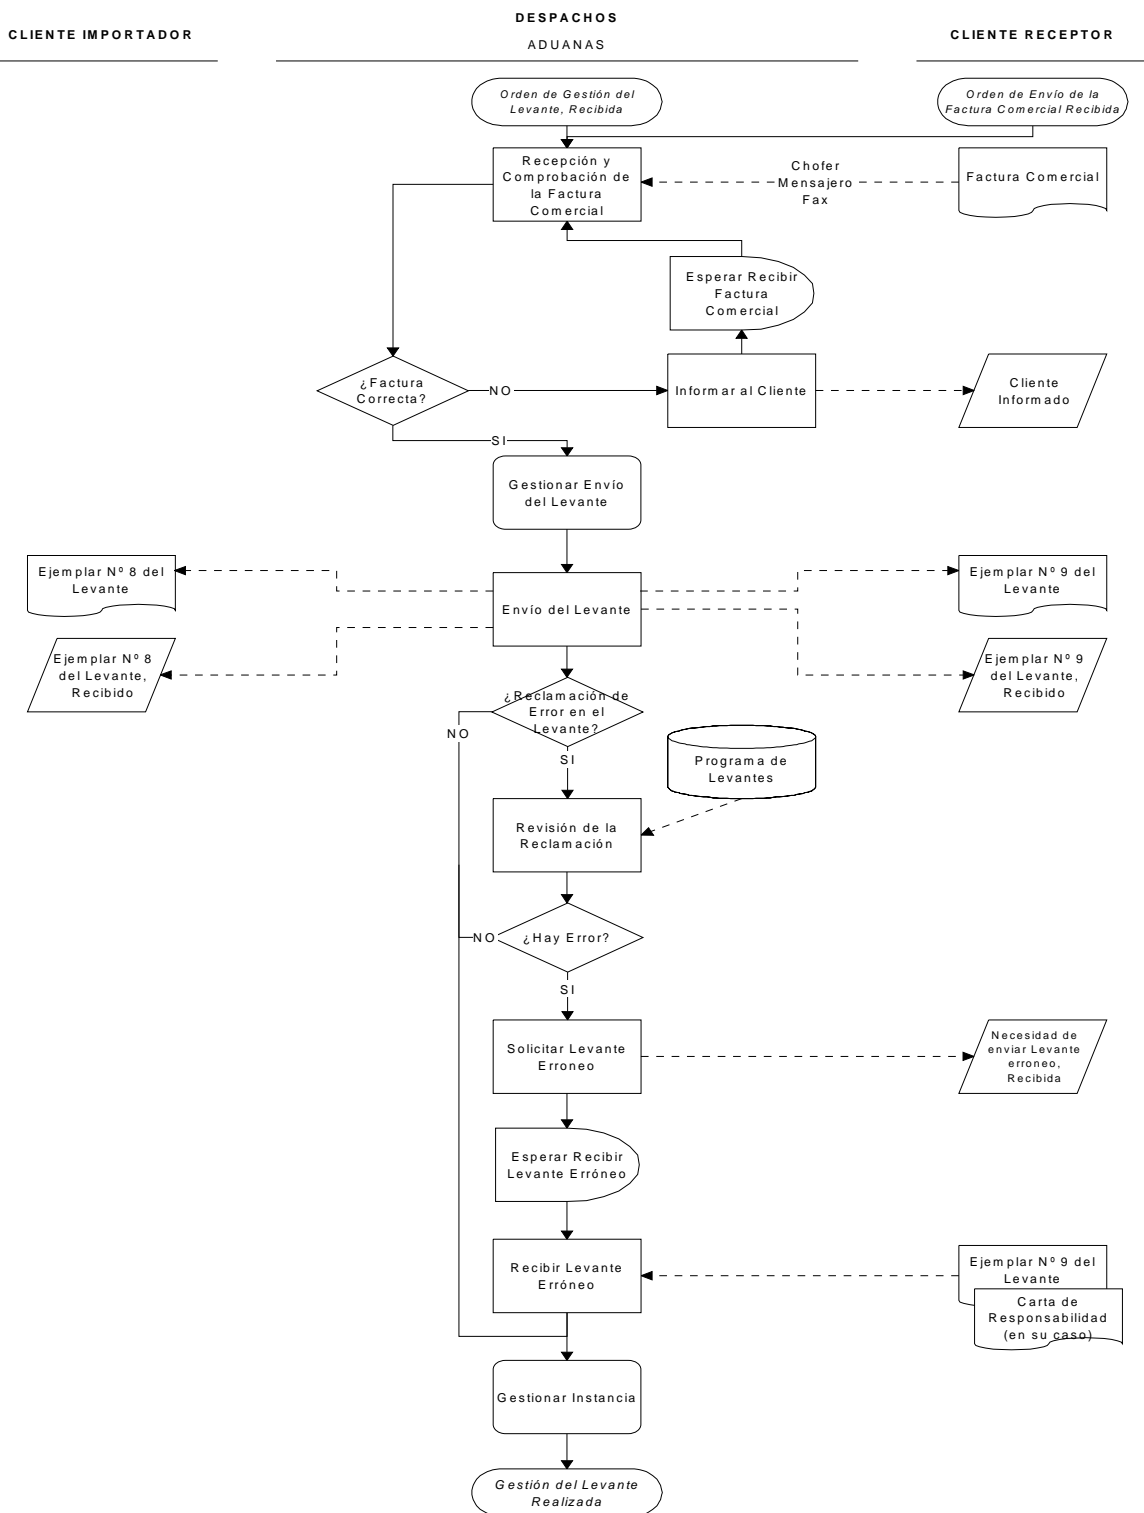 CLIENTE IMPORTADOR
DESPACHOS
ADUANAS
CLIENTE RECEPTOR
Orden de Gestión del
Levante, Recibida
Orden de Envío de la
Factura Comercial Recibida
Recepción y
Comprobación de
la Factura
Comercial
Chofer
Mensajero
Fax
Factura Comercial
Esperar Recibir
Factura
Comercial
¿Factura
Correcta?
NO
Informar al Cliente
Cliente
Informado
SI
Gestionar Envío
del Levante
Ejemplar Nº 8 del
Levante
Envío del Levante
Ejemplar Nº 9 del
Levante
Ejemplar Nº 8
del Levante,
Recibido
Ejemplar Nº 9
del Levante,
Recibido
¿Reclamación de
Error en el
Levante?
NO
SI
Programa de
Levantes
Revisión de la
Reclamación
NO
¿Hay Error?
SI
Solicitar Levante
Erroneo
Necesidad de
enviar Levante
erroneo,
Recibida
Esperar Recibir
Levante Erróneo
Recibir Levante
Erróneo
Ejemplar Nº 9 del
Levante
Carta de
Responsabilidad
(en su caso)
Gestionar Instancia
Gestión del Levante
Realizada